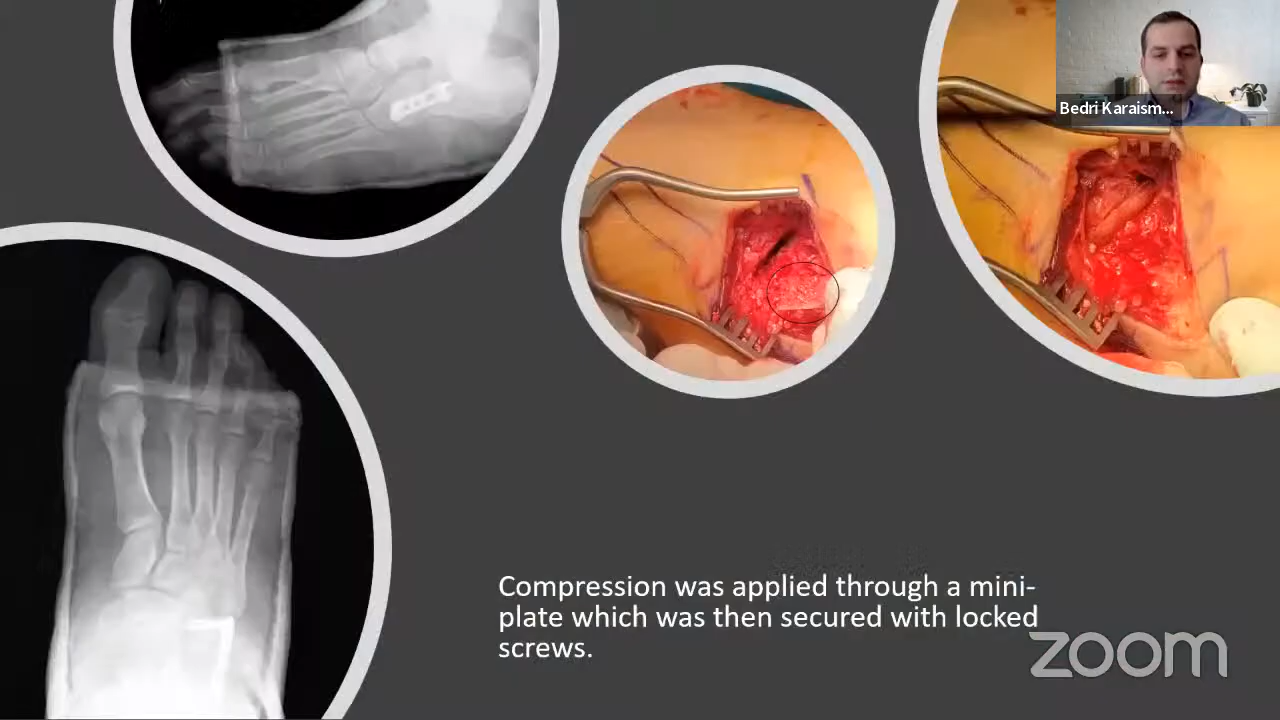 Bedri Karaism...
Compression was applied through a mini-
plate which was then secured with locked
screws.
zoom